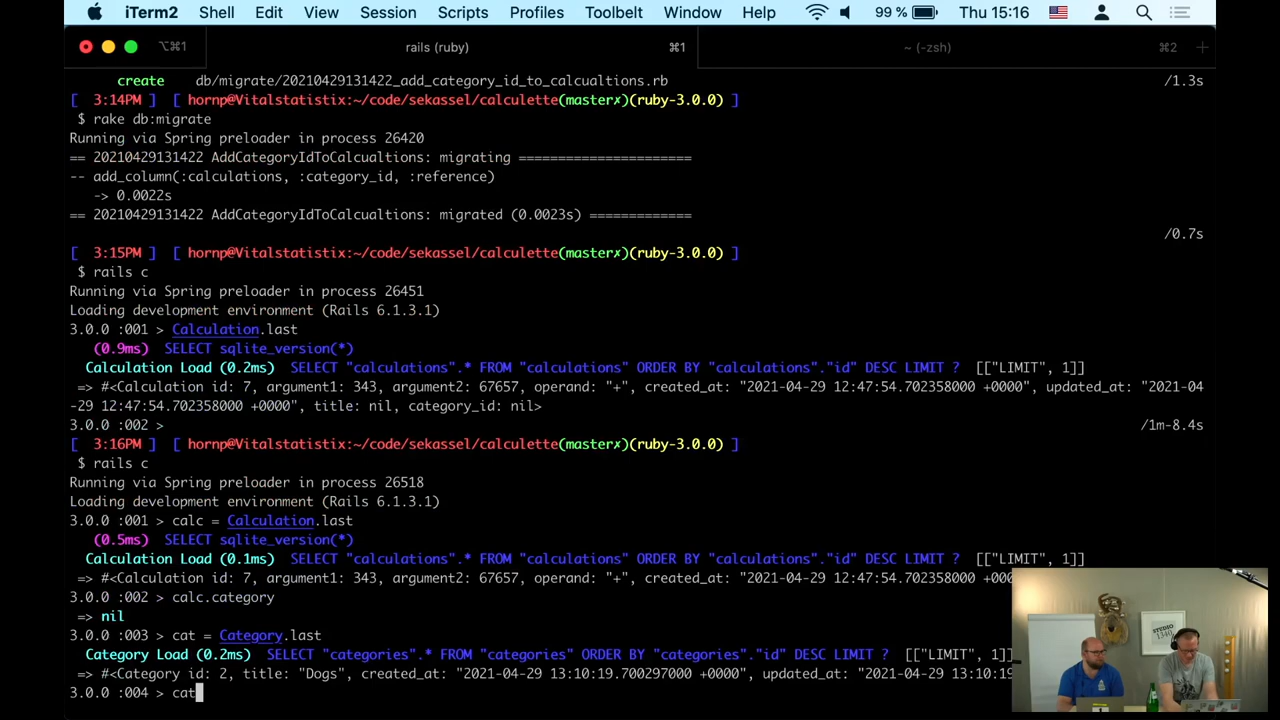 iTerm2 Shell Edit View Session Scripts Profiles Toolbelt Window Help 99 % Thu 15:16
⌥⌘1 rails (ruby) ⌘1 ~ (-zsh) ⌘2 +
create db/migrate/20210429131422_add_category_id_to_calcualtions.rb /1.3s
[ 3:14PM ] [ hornp@Vitalstatistix:~/code/sekassel/calculette(master✗)(ruby-3.0.0) ]
$ rake db:migrate
Running via Spring preloader in process 26420
== 20210429131422 AddCategoryIdToCalcualtions: migrating ======================
-- add_column(:calculations, :category_id, :reference)
-> 0.0022s
== 20210429131422 AddCategoryIdToCalcualtions: migrated (0.0023s) =============
/0.7s
[ 3:15PM ] [ hornp@Vitalstatistix:~/code/sekassel/calculette(master✗)(ruby-3.0.0) ]
$ rails c
Running via Spring preloader in process 26451
Loading development environment (Rails 6.1.3.1)
3.0.0 :001 > Calculation.last
(0.9ms) SELECT sqlite_version(*)
Calculation Load (0.2ms) SELECT "calculations".* FROM "calculations" ORDER BY "calculations"."id" DESC LIMIT ? [["LIMIT", 1]]
=> #<Calculation id: 7, argument1: 343, argument2: 67657, operand: "+", created_at: "2021-04-29 12:47:54.702358000 +0000", updated_at: "2021-04
-29 12:47:54.702358000 +0000", title: nil, category_id: nil>
3.0.0 :002 > /1m-8.4s
[ 3:16PM ] [ hornp@Vitalstatistix:~/code/sekassel/calculette(master✗)(ruby-3.0.0) ]
$ rails c
Running via Spring preloader in process 26518
Loading development environment (Rails 6.1.3.1)
3.0.0 :001 > calc = Calculation.last
(0.5ms) SELECT sqlite_version(*)
Calculation Load (0.1ms) SELECT "calculations".* FROM "calculations" ORDER BY "calculations"."id" DESC LIMIT ? [["LIMIT", 1]]
=> #<Calculation id: 7, argument1: 343, argument2: 67657, operand: "+", created_at: "2021-04-29 12:47:54.702358000 +000
3.0.0 :002 > calc.category
=> nil
3.0.0 :003 > cat = Category.last
Category Load (0.2ms) SELECT "categories".* FROM "categories" ORDER BY "categories"."id" DESC LIMIT ? [["LIMIT", 1]]
=> #<Category id: 2, title: "Dogs", created_at: "2021-04-29 13:10:19.700297000 +0000", updated_at: "2021-04-29 13:10:19
3.0.0 :004 > cat
STUDIO
1340